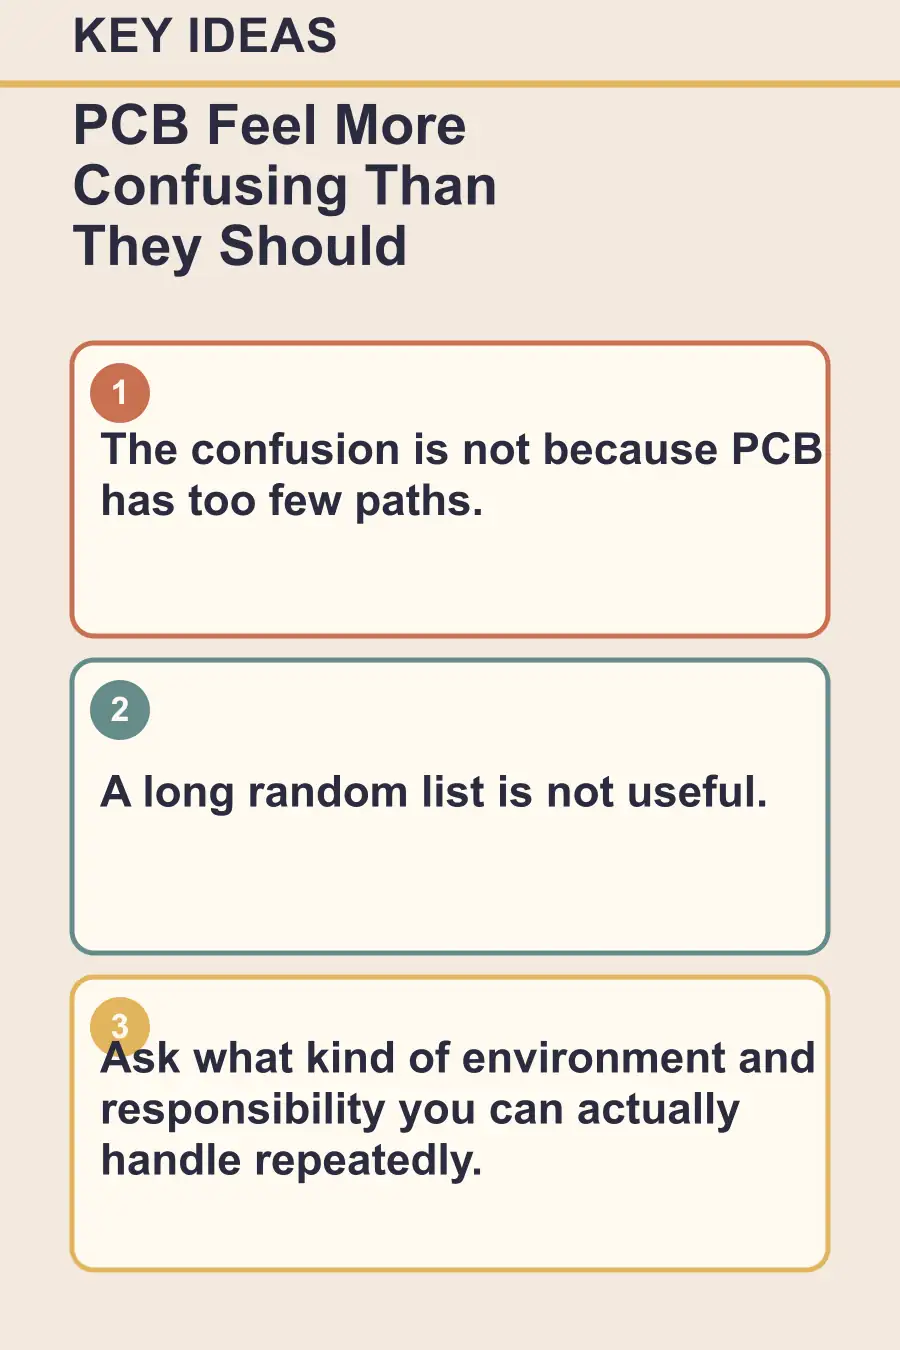 KEY IDEAS
PCB Feel More
Confusing Than
They Should
1
The confusion is not because PCB
has too few paths.
2
A long random list is not useful.
3
Ask what kind of environment and
responsibility you can actually
handle repeatedly.